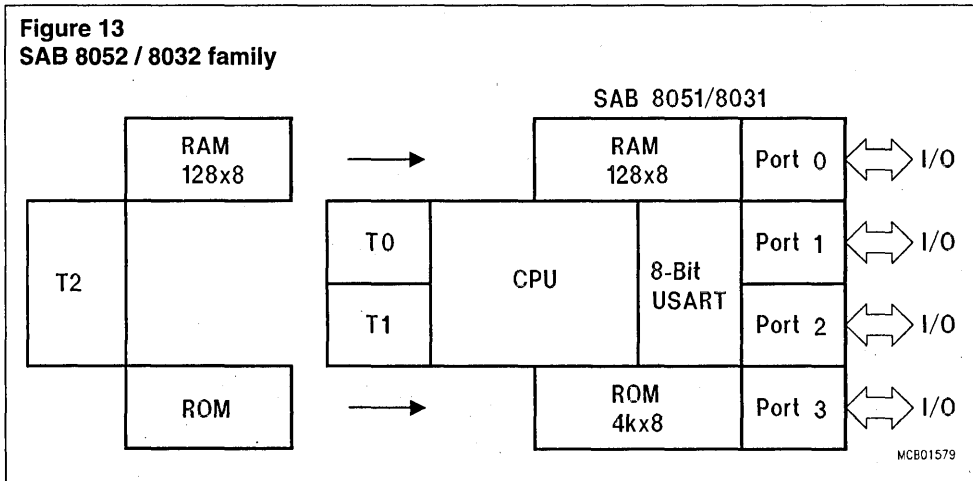 Figure 13
SAB 8052 / 8032 family
SAB 8051/8031
RAM
128x8
RAM
128x8
Port 0
I/O
T2
T0
T1
CPU
8-Bit
USART
Port 1
I/O
Port 2
I/O
ROM
ROM
4kx8
Port 3
I/O
MCB01579